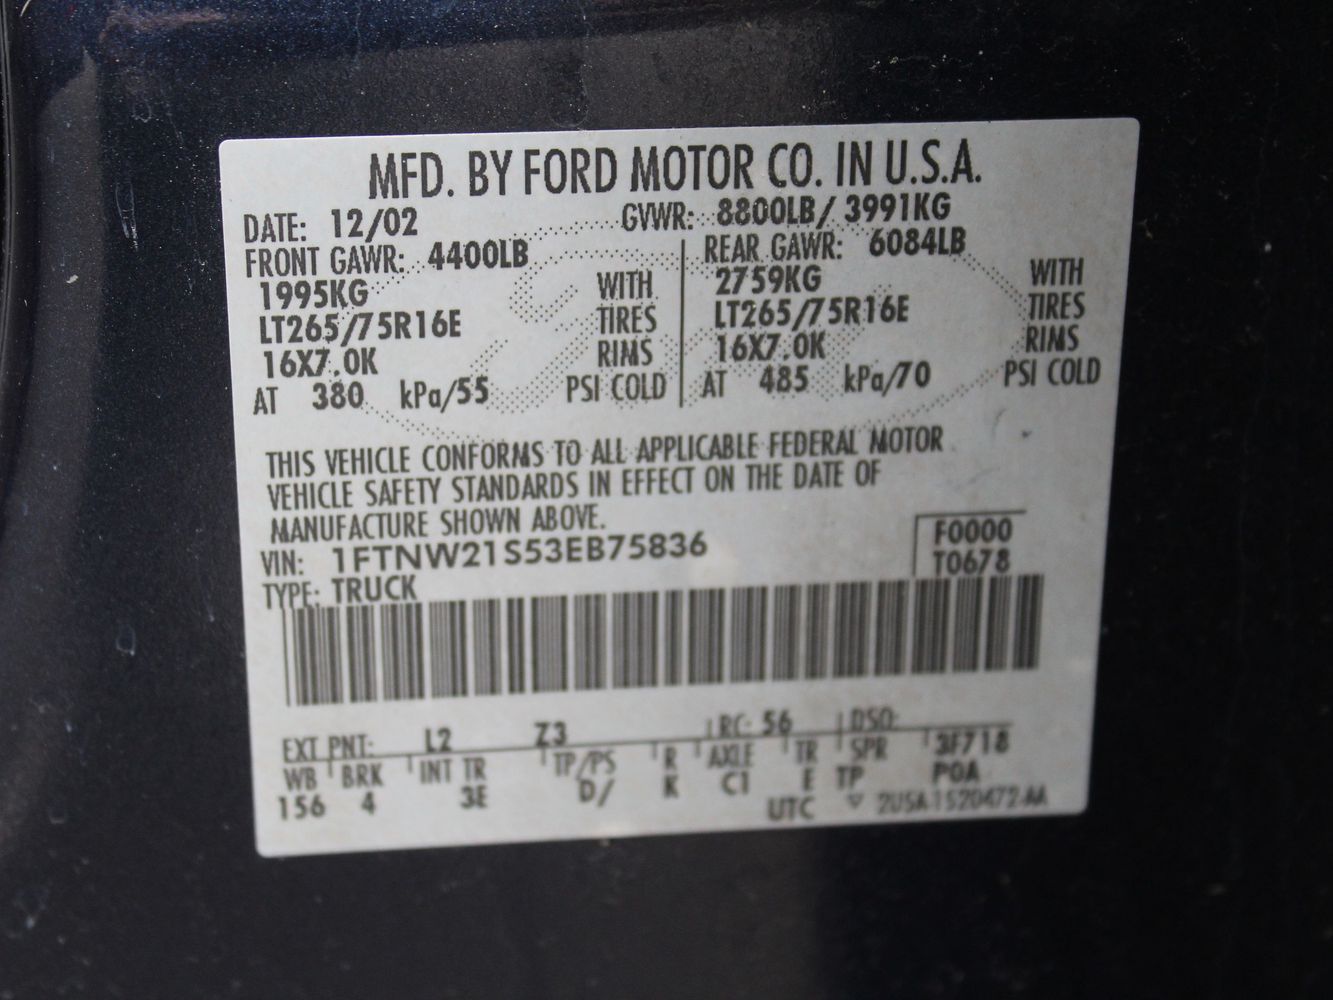 MFD. BY FORD MOTOR CO. IN U.S.A.
DATE: 12/02 GVWR: 8800LB/ 3991KG
FRONT GAWR: 4400LB REAR GAWR: 6084LB
1995KG WITH 2759KG WITH
LT265/75R16E TIRES LT265/75R16E TIRES
16X7.0K RIMS 16X7.0K RIMS
AT 380 kPa/55 PSI COLD AT 485 kPa/70 PSI COLD
THIS VEHICLE CONFORMS TO ALL APPLICABLE FEDERAL MOTOR
VEHICLE SAFETY STANDARDS IN EFFECT ON THE DATE OF
MANUFACTURE SHOWN ABOVE.
VIN: 1FTNW21S53EB75836 F0000
TYPE: TRUCK T0678
EXT PNT: L2 Z3 RC: 56 DSO:
WB BRK INT TR TP/PS R AXLE TR SPR 3F718
156 4 3E D/ K C1 E TP POA
UTC ▽ 2U5A 1520472 AA